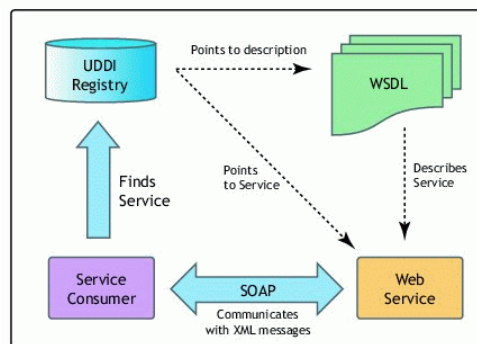 UDDI
Registry
Points to description
WSDL
Finds
Service
Points
to Service
Describes
Service
Service
Consumer
SOAP
Communicates
with XML messages
Web
Service